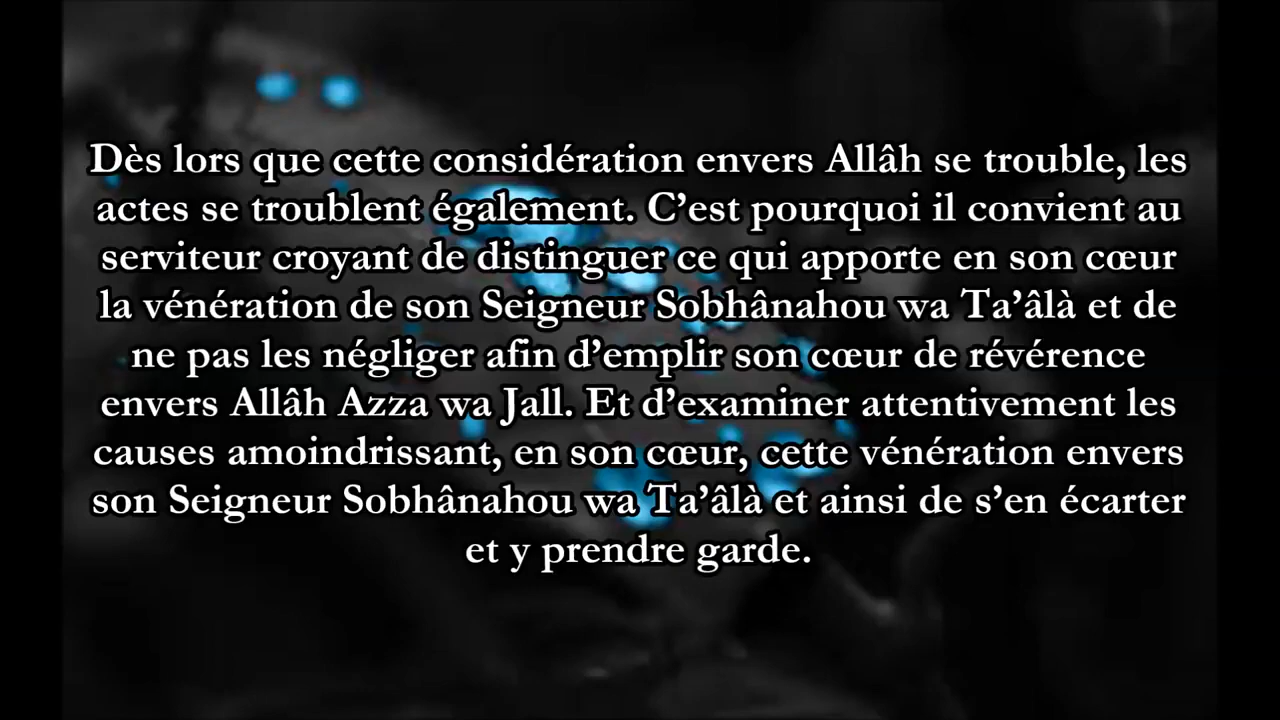 Dès lors que cette considération envers Allâh se trouble, les
actes se troublent également. C’est pourquoi il convient au
serviteur croyant de distinguer ce qui apporte en son cœur
la vénération de son Seigneur Sobhânahou wa Ta’âlà et de
ne pas les négliger afin d’emplir son cœur de révérence
envers Allâh Azza wa Jall. Et d’examiner attentivement les
causes amoindrissant, en son cœur, cette vénération envers
son Seigneur Sobhânahou wa Ta’âlà et ainsi de s’en écarter
et y prendre garde.